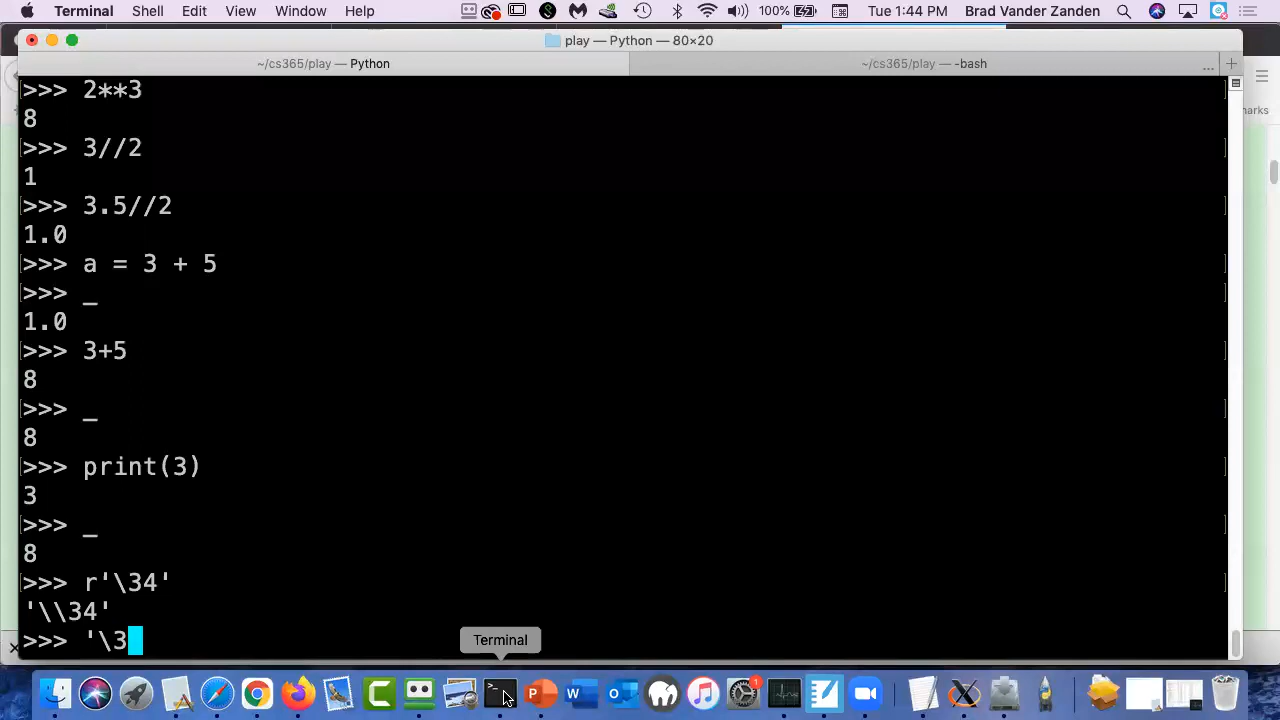 Terminal Shell Edit View Window Help 100% Tue 1:44 PM Brad Vander Zanden
play — Python — 80×20
~/cs365/play — Python ~/cs365/play — -bash ...
>>> 2**3
8
>>> 3//2
1
>>> 3.5//2
1.0
>>> a = 3 + 5
>>> _
1.0
>>> 3+5
8
>>> _
8
>>> print(3)
3
>>> _
8
>>> r'\34'
'\\34'
>>> '\3
Terminal